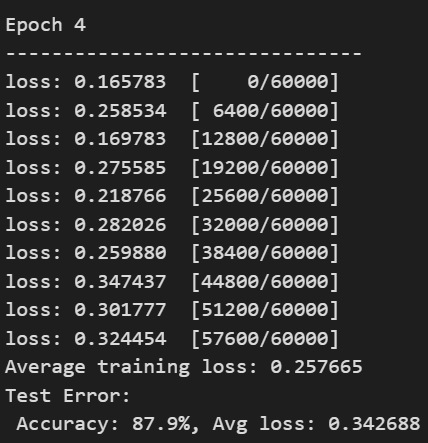 Epoch 4
-------------------------------
loss: 0.165783  [    0/60000]
loss: 0.258534  [ 6400/60000]
loss: 0.169783  [12800/60000]
loss: 0.275585  [19200/60000]
loss: 0.218766  [25600/60000]
loss: 0.282026  [32000/60000]
loss: 0.259880  [38400/60000]
loss: 0.347437  [44800/60000]
loss: 0.301777  [51200/60000]
loss: 0.324454  [57600/60000]
Average training loss: 0.257665
Test Error:
 Accuracy: 87.9%, Avg loss: 0.342688